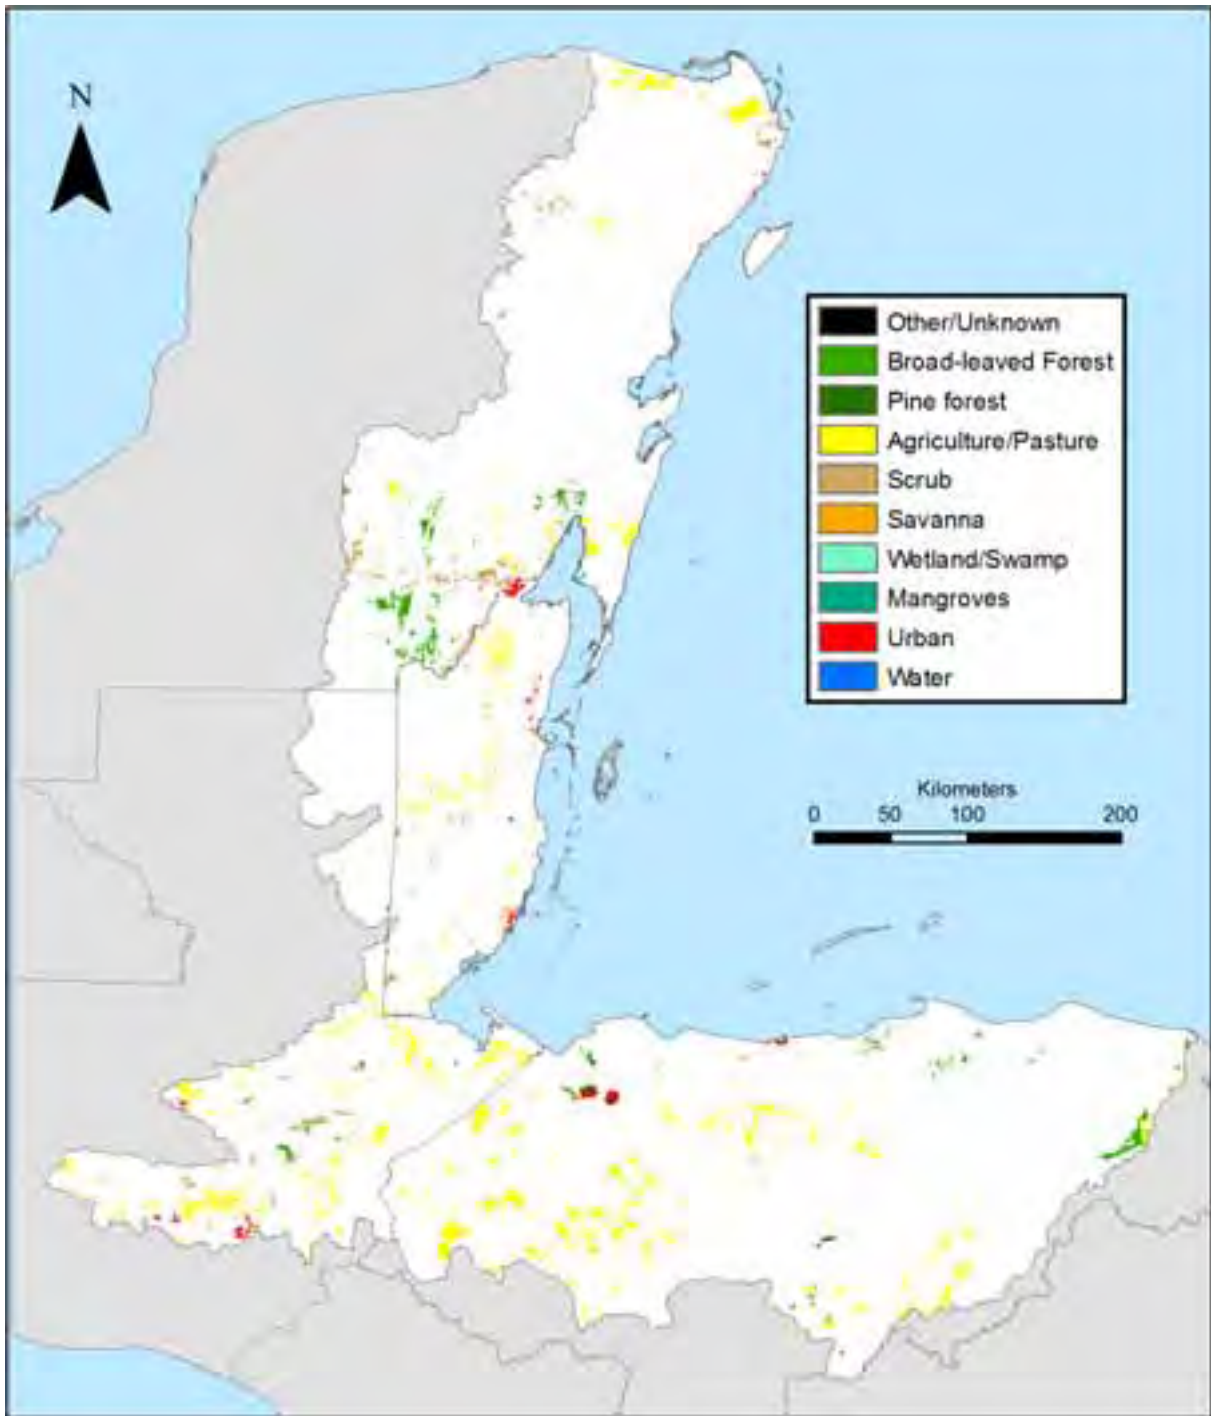 N
Other/Unknown
Broad-leaved Forest
Pine forest
Agriculture/Pasture
Scrub
Savanna
Wetland/Swamp
Mangroves
Urban
Water
Kilometers
0 50 100 200